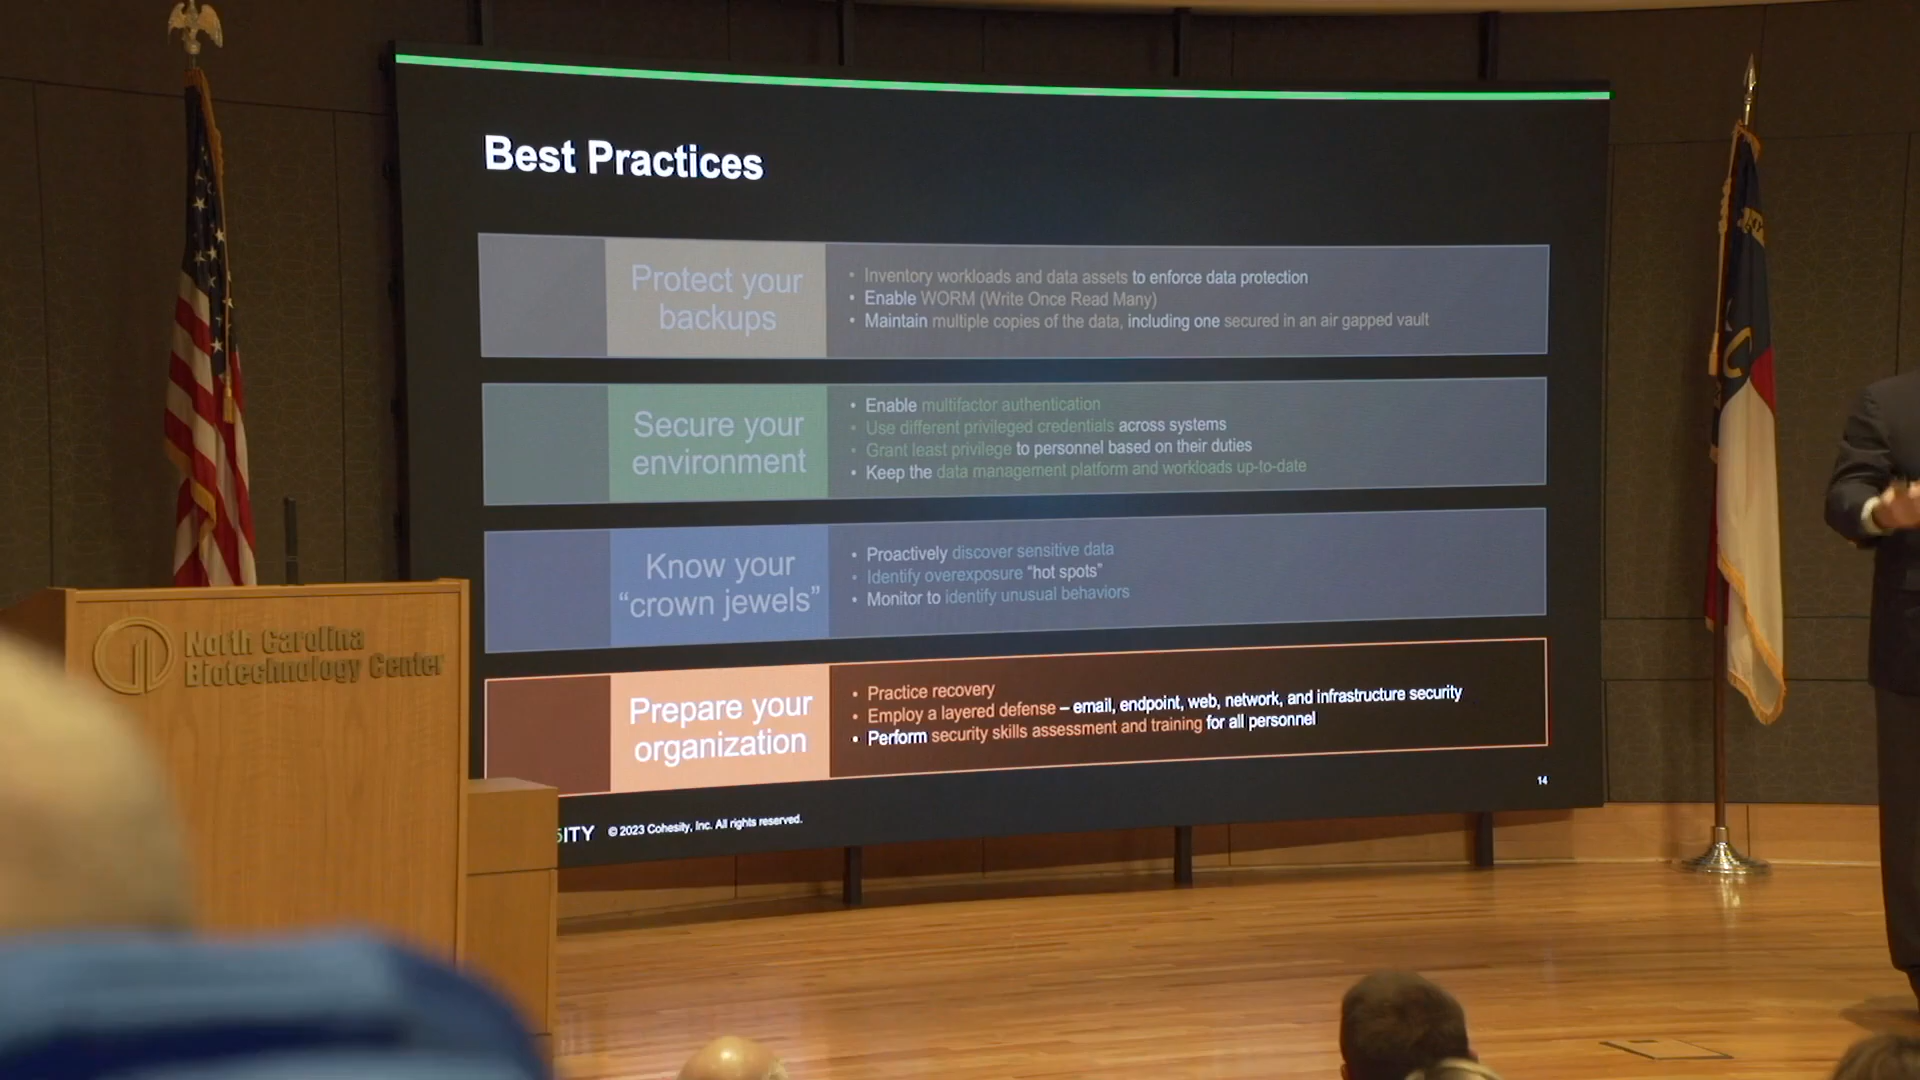 Best Practices
Protect your
backups
• Inventory workloads and data assets to enforce data protection
• Enable WORM (Write Once Read Many)
• Maintain multiple copies of the data, including one secured in an air gapped vault
Secure your
environment
• Enable multifactor authentication
• Use different privileged credentials across systems
• Grant least privilege to personnel based on their duties
• Keep the data management platform and workloads up-to-date
Know your
“crown jewels”
• Proactively discover sensitive data
• Identify overexposure “hot spots”
• Monitor to identify unusual behaviors
Prepare your
organization
• Practice recovery
• Employ a layered defense – email, endpoint, web, network, and infrastructure security
• Perform security skills assessment and training for all personnel
14
SITY © 2023 Cohesity, Inc. All rights reserved.
North Carolina
Biotechnology Center
C